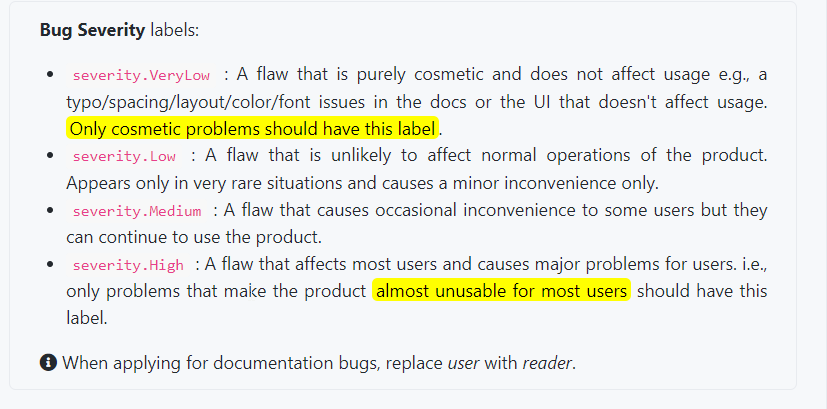 Bug Severity labels:
• severity.VeryLow : A flaw that is purely cosmetic and does not affect usage e.g., a
typo/spacing/layout/color/font issues in the docs or the UI that doesn't affect usage.
Only cosmetic problems should have this label.
• severity.Low : A flaw that is unlikely to affect normal operations of the product.
Appears only in very rare situations and causes a minor inconvenience only.
• severity.Medium : A flaw that causes occasional inconvenience to some users but they
can continue to use the product.
• severity.High : A flaw that affects most users and causes major problems for users. i.e.,
only problems that make the product almost unusable for most users should have this
label.
When applying for documentation bugs, replace user with reader.